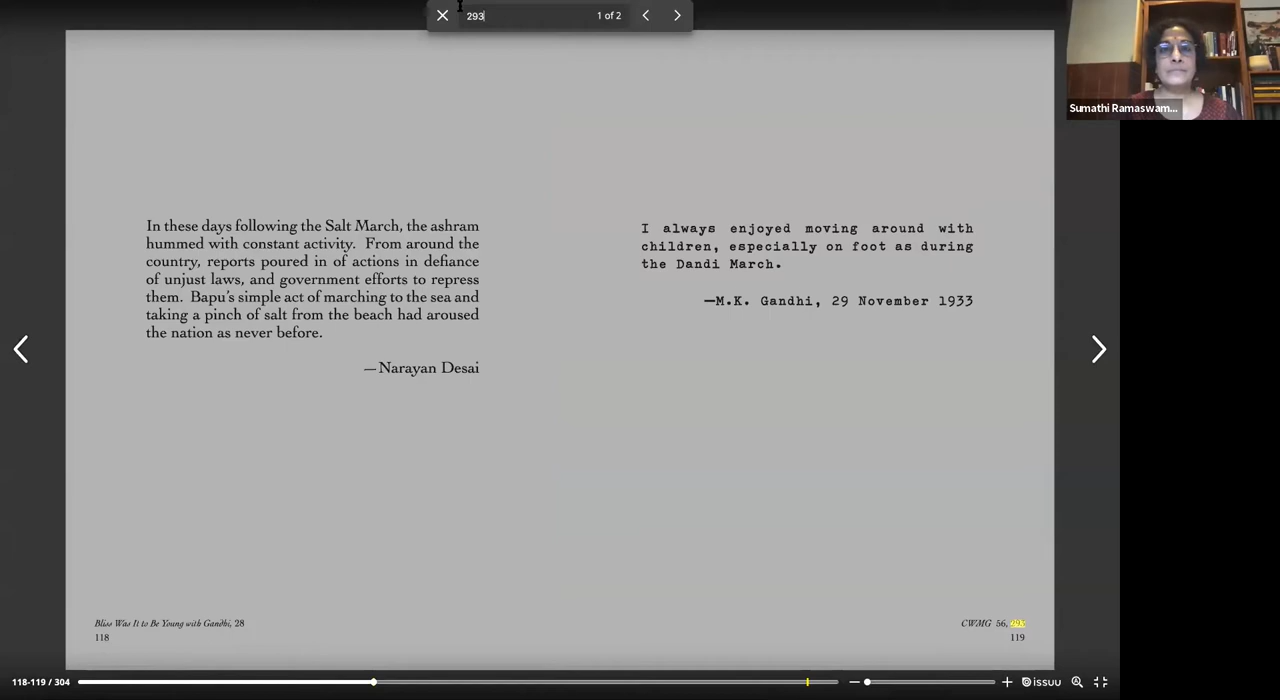 293
1 of 2
Sumathi Ramaswam...
In these days following the Salt March, the ashram
hummed with constant activity. From around the
country, reports poured in of actions in defiance
of unjust laws, and government efforts to repress
them. Bapu's simple act of marching to the sea and
taking a pinch of salt from the beach had aroused
the nation as never before.
—Narayan Desai
Bliss Was It to Be Young with Gandhi, 28
118
I always enjoyed moving around with
children, especially on foot as during
the Dandi March.
—M.K. Gandhi, 29 November 1933
CWMG 56, 293
119
118-119 / 304
issuu